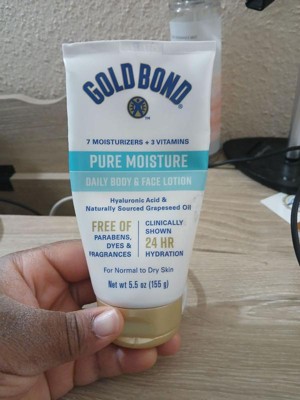 GOLD BOND
7 MOISTURIZERS + 3 VITAMINS
PURE MOISTURE
DAILY BODY & FACE LOTION
Hyaluronic Acid &
Naturally Sourced Grapeseed Oil
FREE OF
PARABENS,
DYES &
FRAGRANCES
CLINICALLY
SHOWN
24 HR
HYDRATION
For Normal to Dry Skin
Net wt 5.5 oz (155 g)